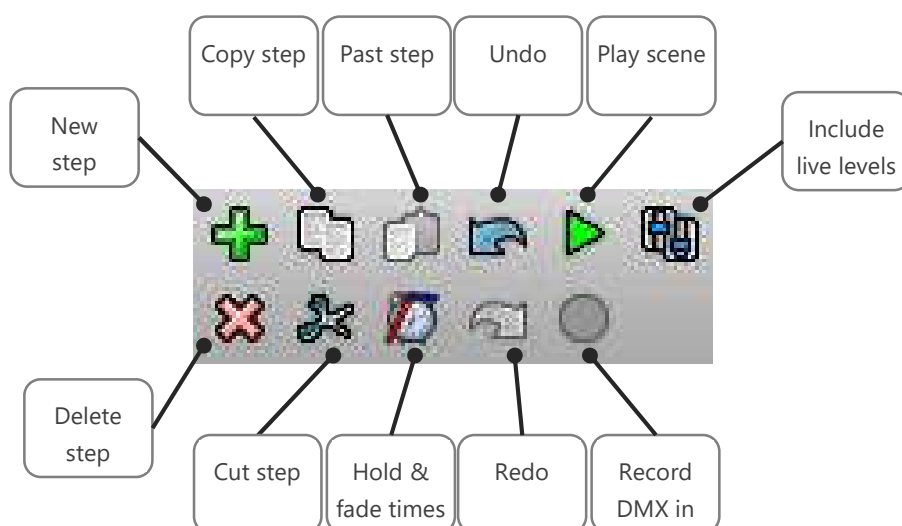 Copy step
Past step
Undo
Play scene
New
step
Include
live levels
Delete
step
Cut step
Hold &
fade times
Redo
Record
DMX in